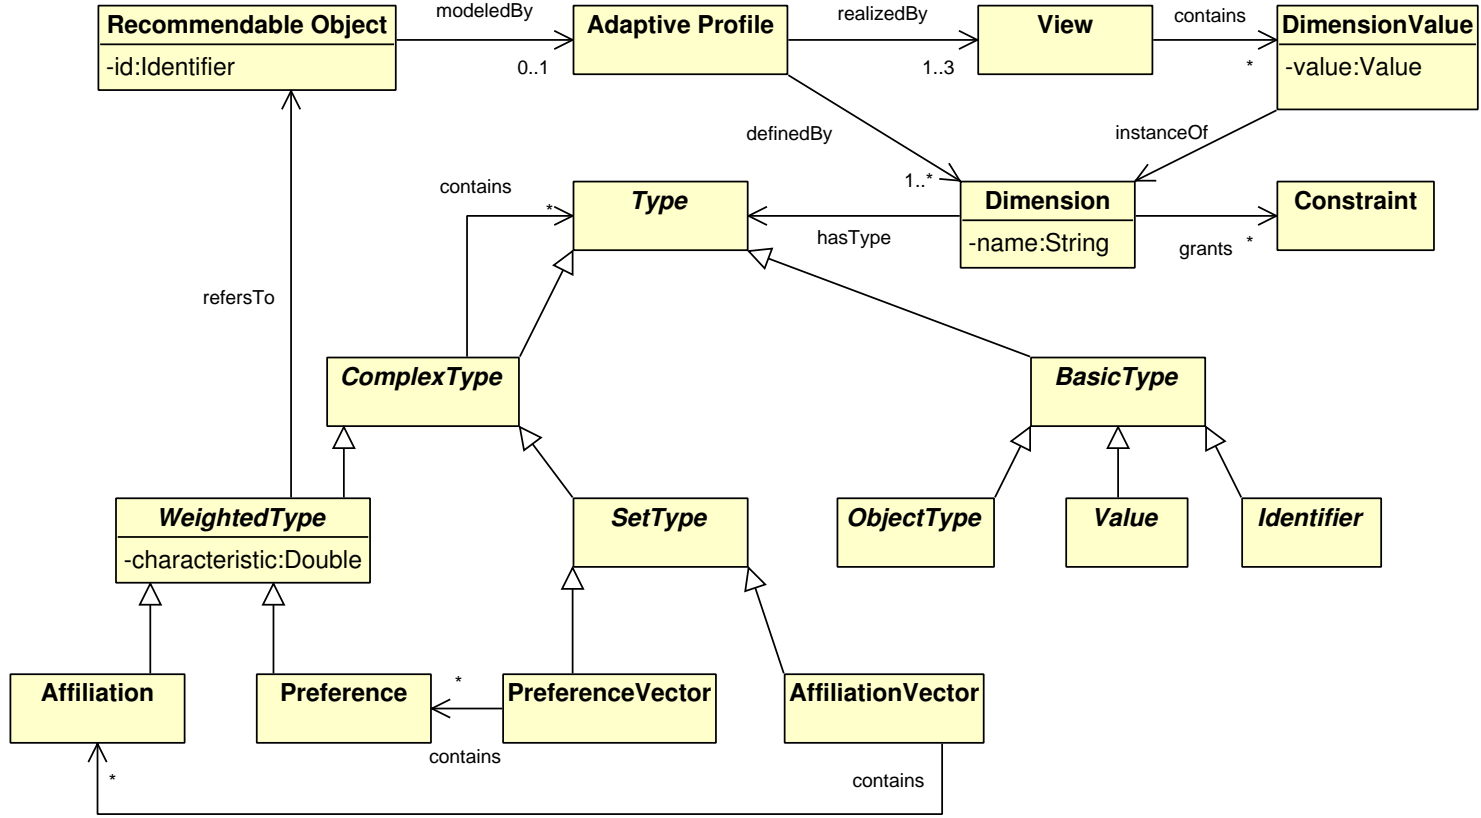 Recommendable Object
-id:Identifier
modeledBy
0..1
Adaptive Profile
realizedBy
1..3
View
contains
*
DimensionValue
-value:Value
definedBy
1..*
instanceOf
contains
*
Type
hasType
Dimension
-name:String
grants
*
Constraint
refersTo
ComplexType
BasicType
WeightedType
-characteristic:Double
SetType
ObjectType
Value
Identifier
Affiliation
Preference
*
contains
PreferenceVector
AffiliationVector
*
contains